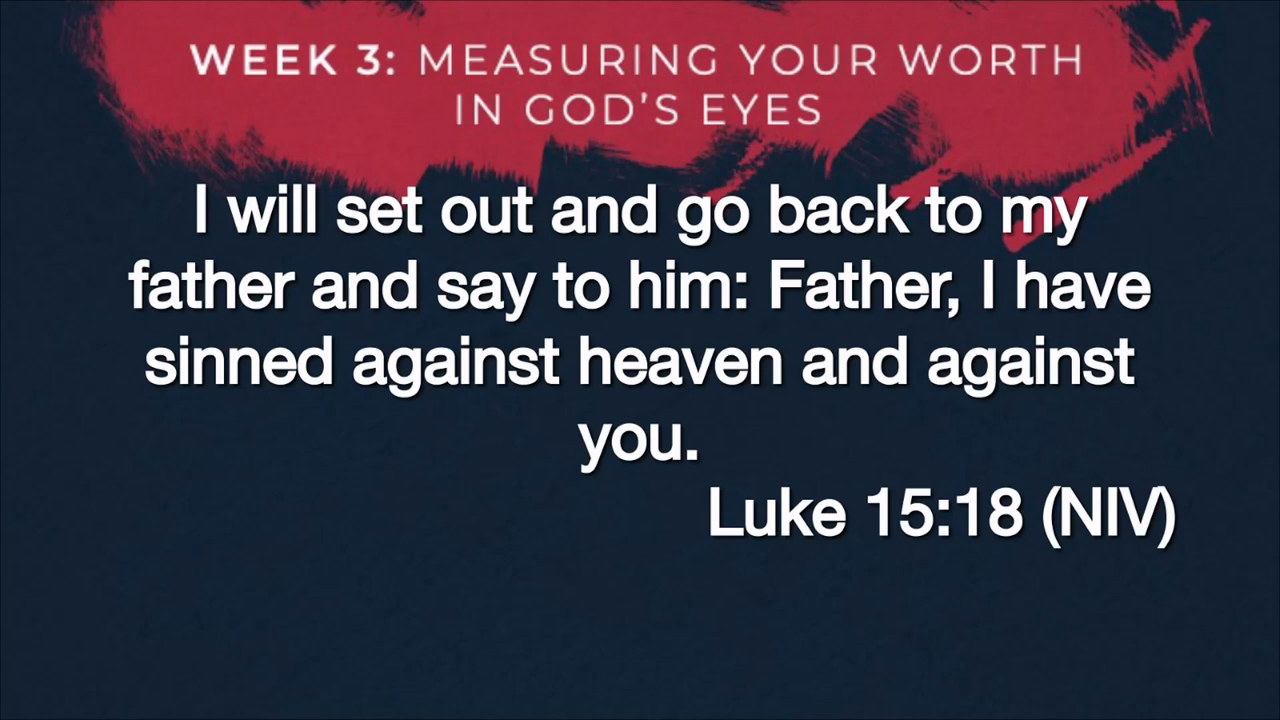 WEEK 3: MEASURING YOUR WORTH
IN GOD'S EYES
I will set out and go back to my
father and say to him: Father, I have
sinned against heaven and against
you.
Luke 15:18 (NIV)